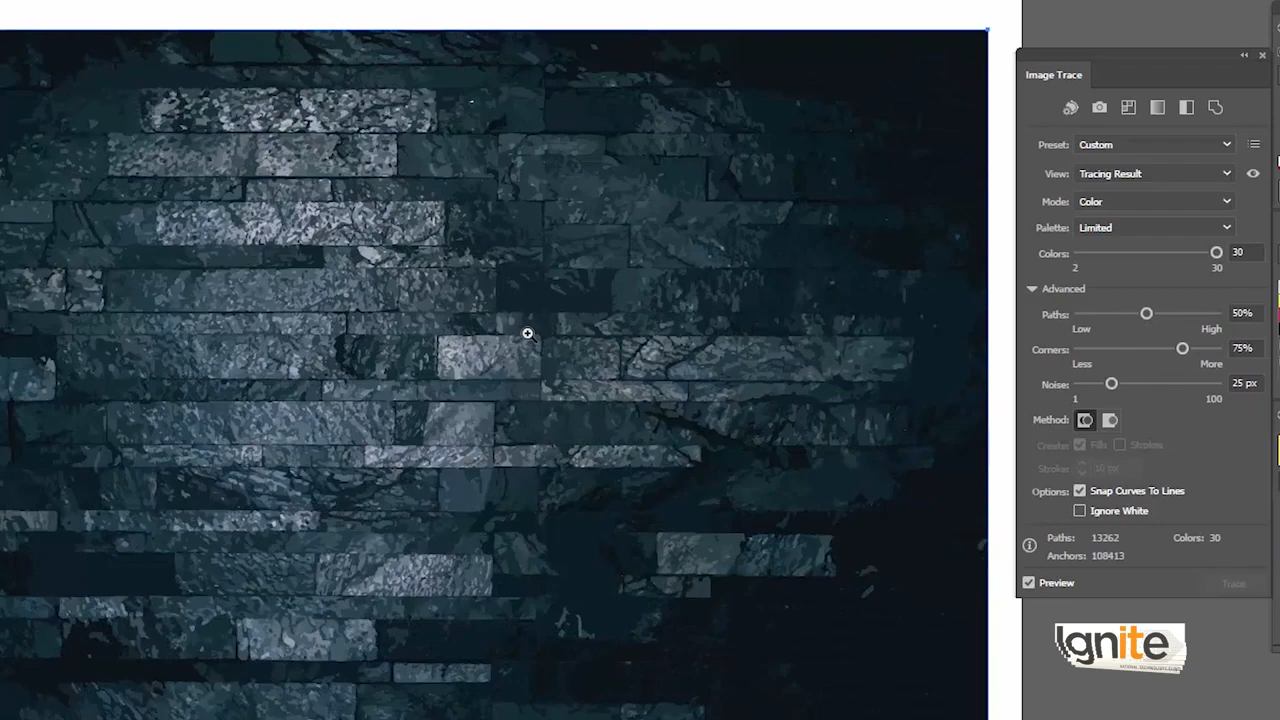 Image Trace
Preset: Custom
View: Tracing Result
Mode: Color
Palette: Limited
Colors: 30
2 30
Advanced
Paths: 50%
Low High
Corners: 75%
Less More
Noise: 25 px
1 100
Method:
Create: Fills Strokes
Stroke: 10 px
Options: Snap Curves To Lines
Ignore White
Paths: 13262 Colors: 30
Anchors: 108413
Preview Trace
Ignite